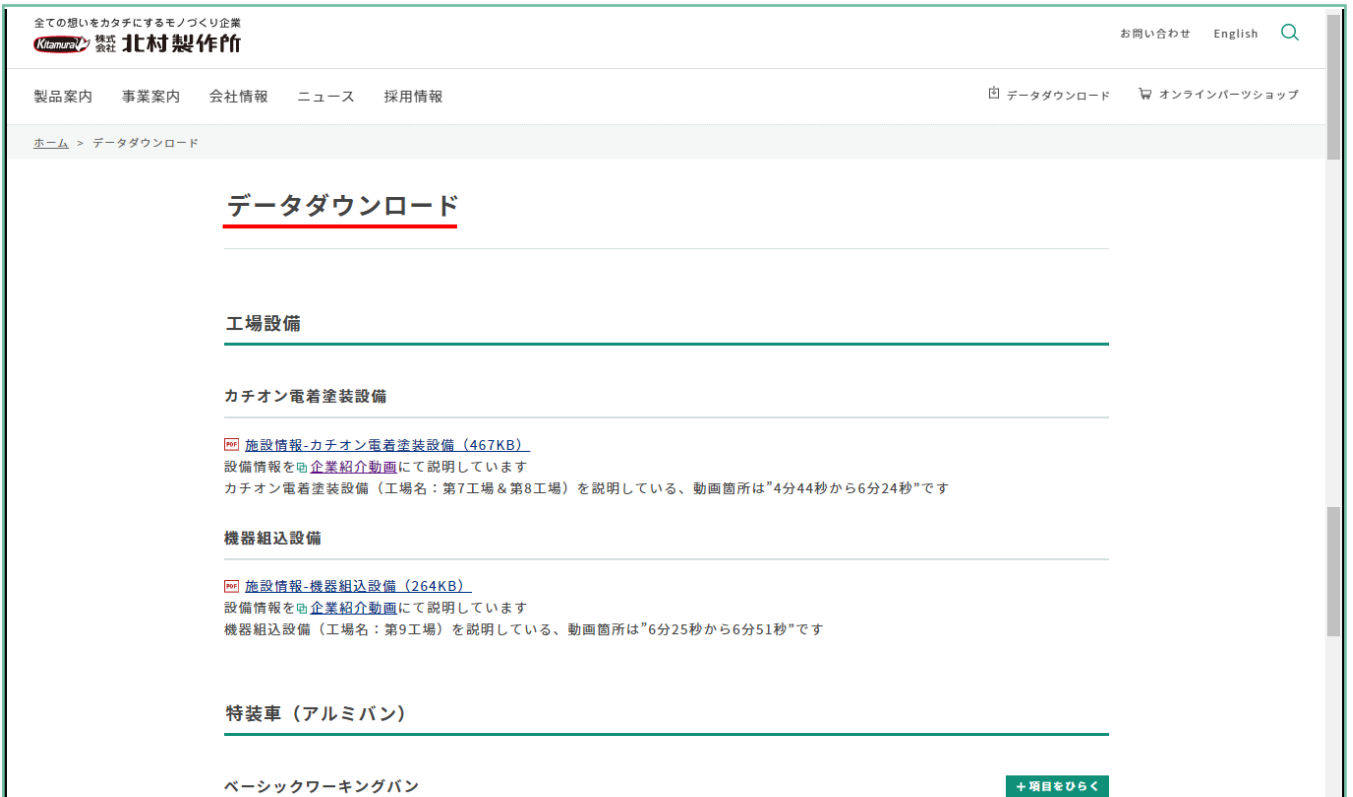 全ての想いをカタチにするモノづくり企業
Kitamura 株式会社 北村製作所
お問い合わせ English
製品案内 事業案内 会社情報 ニュース 採用情報
データダウンロード オンラインパーツショップ
ホーム > データダウンロード
データダウンロード
工場設備
カチオン電着塗装設備
PDF 施設情報-カチオン電着塗装設備（467KB）
設備情報を企業紹介動画にて説明しています
カチオン電着塗装設備（工場名：第7工場＆第8工場）を説明している、動画箇所は”4分44秒から6分24秒"です
機器組込設備
PDF 施設情報-機器組込設備（264KB）
設備情報を企業紹介動画にて説明しています
機器組込設備（工場名：第9工場）を説明している、動画箇所は”6分25秒から6分51秒"です
特装車（アルミバン）
ベーシックワーキングバン
＋項目をひらく